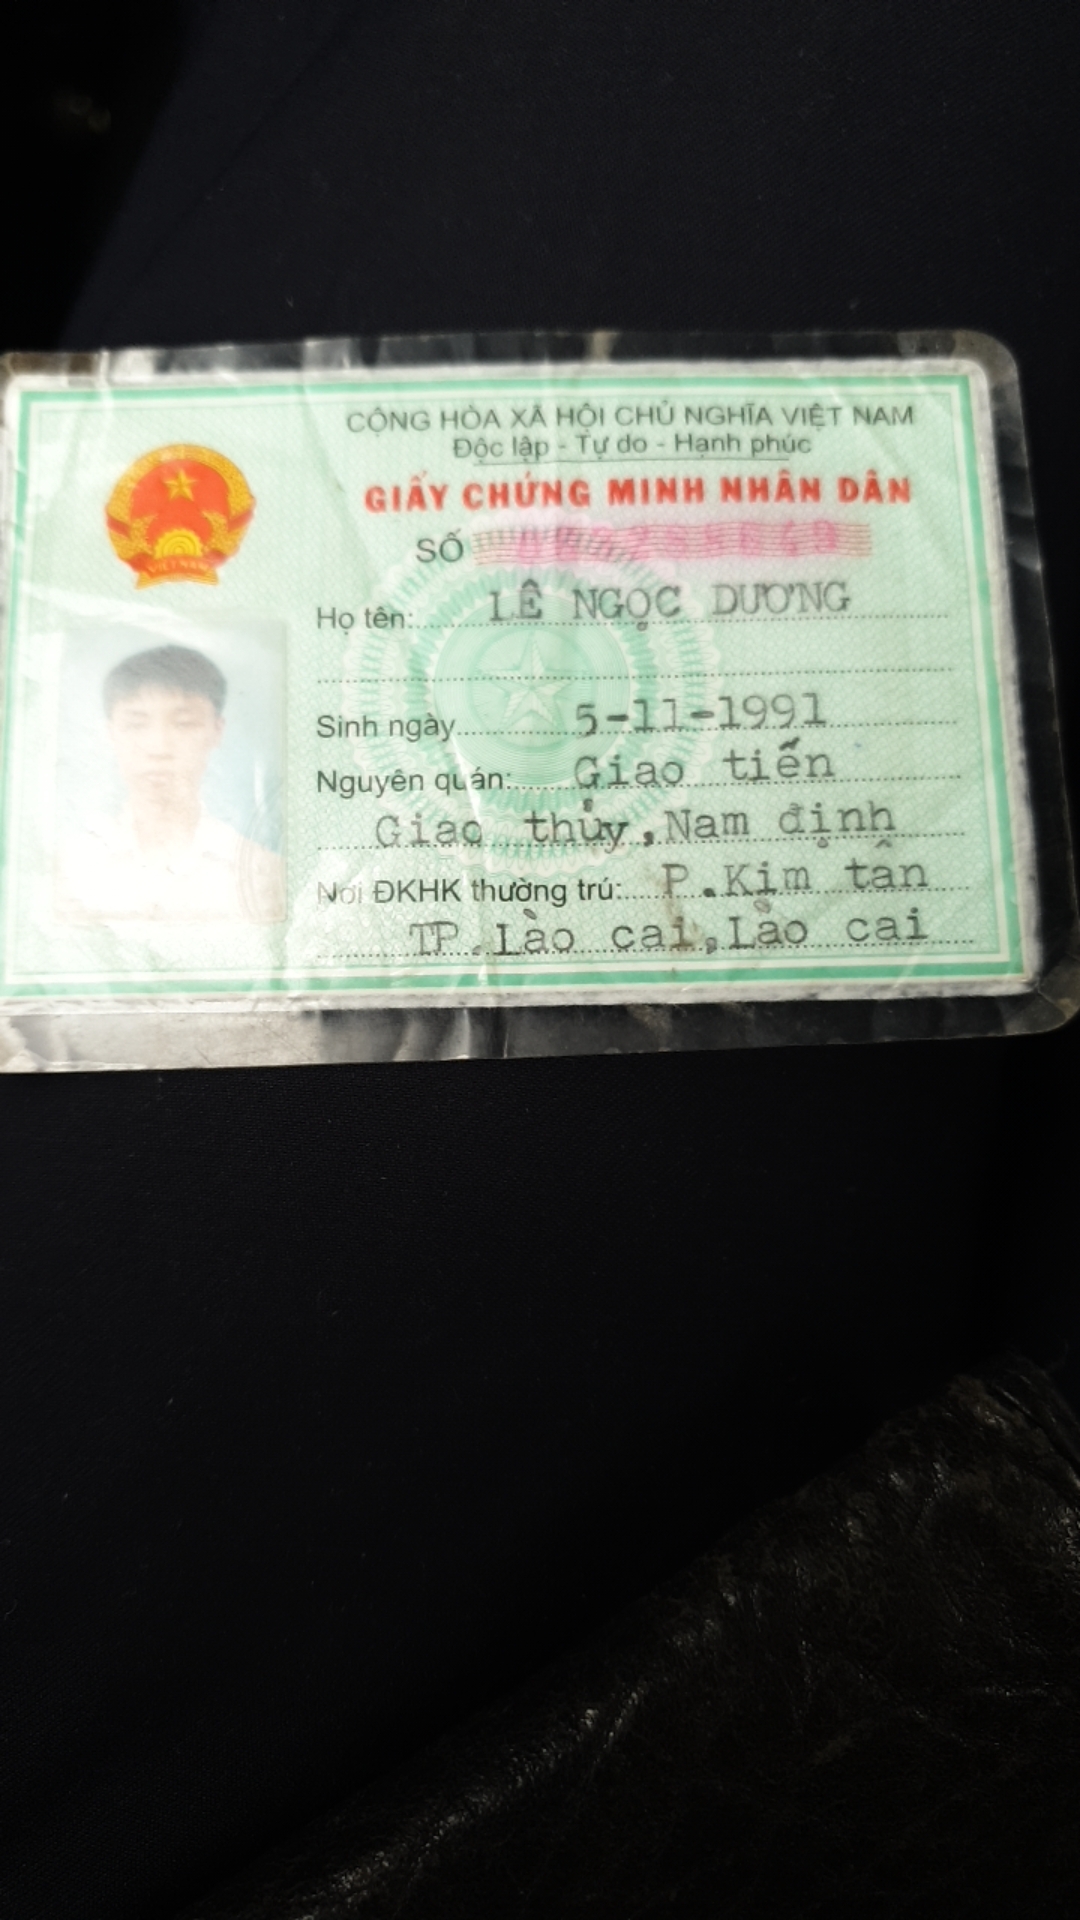 CỘNG HÒA XÃ HỘI CHỦ NGHĨA VIỆT NAM
Độc lập - Tự do - Hạnh phúc
GIẤY CHỨNG MINH NHÂN DÂN
SỐ
Họ tên: LÊ NGỌC DƯƠNG
Sinh ngày 5-11-1991
Nguyên quán: Giao tiến
Giao thủy, Nam định
Nơi ĐKHK thường trú: P.Kim tân
TP.Lào cai, Lào cai
VIỆT NAM